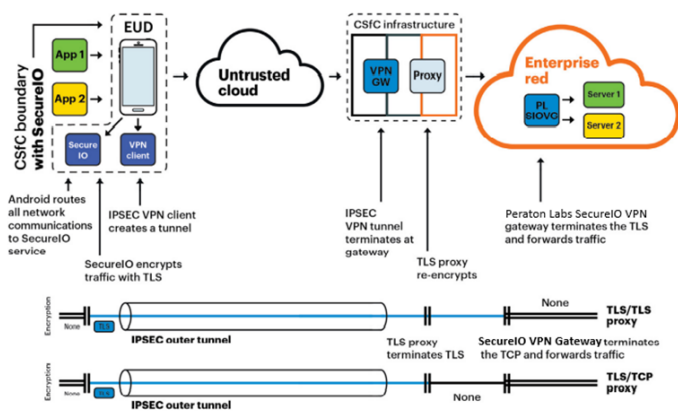 CSfC boundary
with SecureIO
EUD
App 1
App 2
Secure
IO
VPN
client
Untrusted
cloud
CSfC infrastructure
VPN
GW
Proxy
Enterprise
red
PL
SIOVG
Server 1
Server 2
Android routes
all network
communications
to SecureIO
service
IPSEC VPN client
creates a tunnel
SecureIO encrypts
traffic with TLS
IPSEC
VPN tunnel
terminates at
gateway
TLS proxy
re-encrypts
Peraton Labs SecureIO VPN
gateway terminates the TLS
and forwards traffic
Encryption
None
TLS
IPSEC outer tunnel
None
TLS/TLS
proxy
TLS proxy
terminates TLS
SecureIO VPN Gateway terminates
the TCP and forwards traffic
Encryption
None
TLS
IPSEC outer tunnel
None
TLS/TCP
proxy